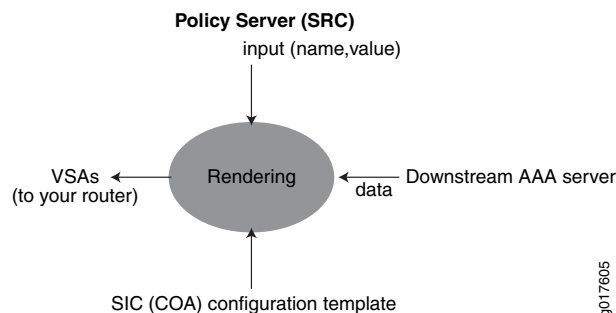 Policy Server (SRC)
input (name,value)
VSAs
(to your router)
Rendering
data
Downstream AAA server
SIC (COA) configuration template
g017605